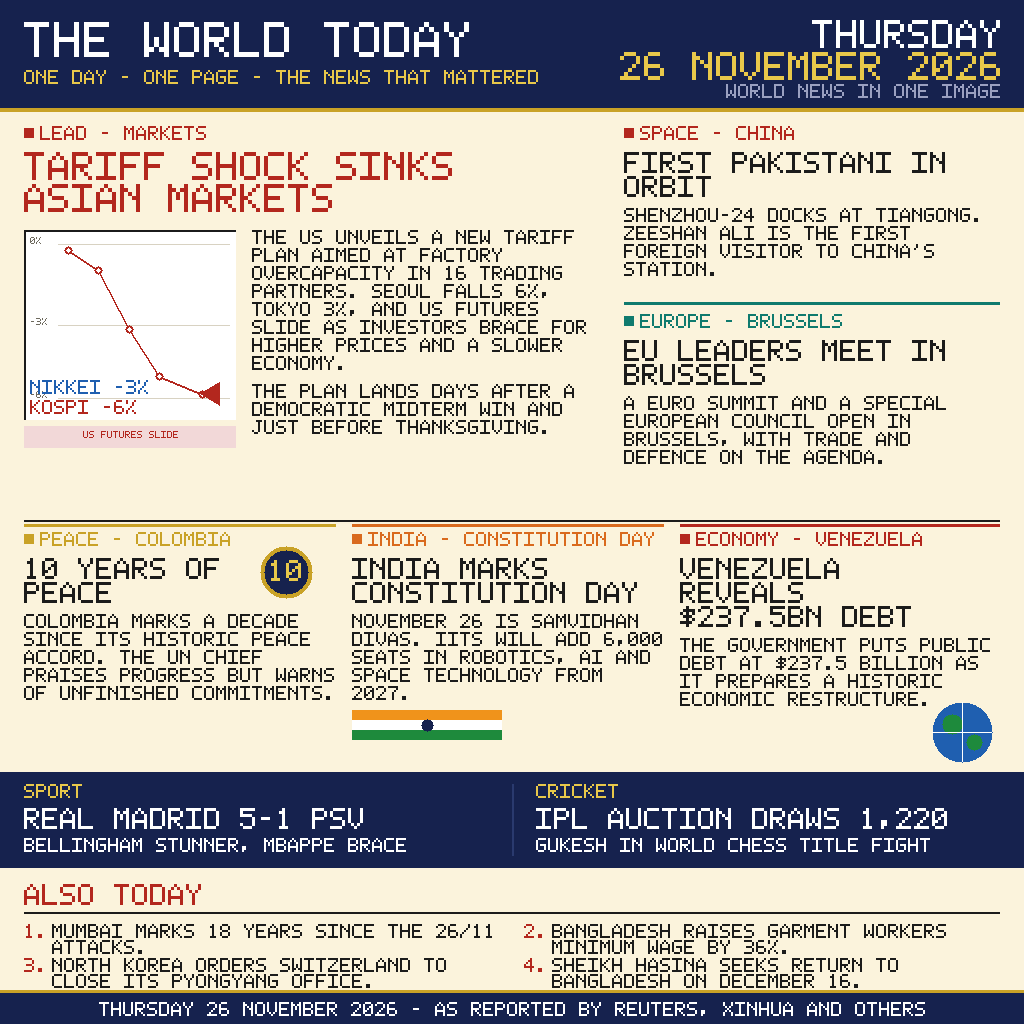 THE WORLD TODAY
ONE DAY - ONE PAGE - THE NEWS THAT MATTERED
THURSDAY
26 NOVEMBER 2026
WORLD NEWS IN ONE IMAGE
LEAD - MARKETS
TARIFF SHOCK SINKS
ASIAN MARKETS
0%
-3%
NIKKEI -3%
KOSPI -6%
US FUTURES SLIDE
THE US UNVEILS A NEW TARIFF
PLAN AIMED AT FACTORY
OVERCAPACITY IN 16 TRADING
PARTNERS. SEOUL FALLS 6%,
TOKYO 3%, AND US FUTURES
SLIDE AS INVESTORS BRACE FOR
HIGHER PRICES AND A SLOWER
ECONOMY.
THE PLAN LANDS DAYS AFTER A
DEMOCRATIC MIDTERM WIN AND
JUST BEFORE THANKSGIVING.
SPACE - CHINA
FIRST PAKISTANI IN
ORBIT
SHENZHOU-24 DOCKS AT TIANGONG.
ZEESHAN ALI IS THE FIRST
FOREIGN VISITOR TO CHINA'S
STATION.
EUROPE - BRUSSELS
EU LEADERS MEET IN
BRUSSELS
A EURO SUMMIT AND A SPECIAL
EUROPEAN COUNCIL OPEN IN
BRUSSELS, WITH TRADE AND
DEFENCE ON THE AGENDA.
PEACE - COLOMBIA
10 YEARS OF
PEACE
10
COLOMBIA MARKS A DECADE
SINCE ITS HISTORIC PEACE
ACCORD. THE UN CHIEF
PRAISES PROGRESS BUT WARNS
OF UNFINISHED COMMITMENTS.
INDIA - CONSTITUTION DAY
INDIA MARKS
CONSTITUTION DAY
NOVEMBER 26 IS SAMVIDHAN
DIVAS. IITS WILL ADD 6,000
SEATS IN ROBOTICS, AI AND
SPACE TECHNOLOGY FROM
2027.
ECONOMY - VENEZUELA
VENEZUELA
REVEALS
$237.5BN DEBT
THE GOVERNMENT PUTS PUBLIC
DEBT AT $237.5 BILLION AS
IT PREPARES A HISTORIC
ECONOMIC RESTRUCTURE.
SPORT
REAL MADRID 5-1 PSV
BELLINGHAM STUNNER, MBAPPE BRACE
CRICKET
IPL AUCTION DRAWS 1,220
GUKESH IN WORLD CHESS TITLE FIGHT
ALSO TODAY
1. MUMBAI MARKS 18 YEARS SINCE THE 26/11
ATTACKS.
2. BANGLADESH RAISES GARMENT WORKERS
MINIMUM WAGE BY 36%.
3. NORTH KOREA ORDERS SWITZERLAND TO
CLOSE ITS PYONGYANG OFFICE.
4. SHEIKH HASINA SEEKS RETURN TO
BANGLADESH ON DECEMBER 16.
THURSDAY 26 NOVEMBER 2026 - AS REPORTED BY REUTERS, XINHUA AND OTHERS